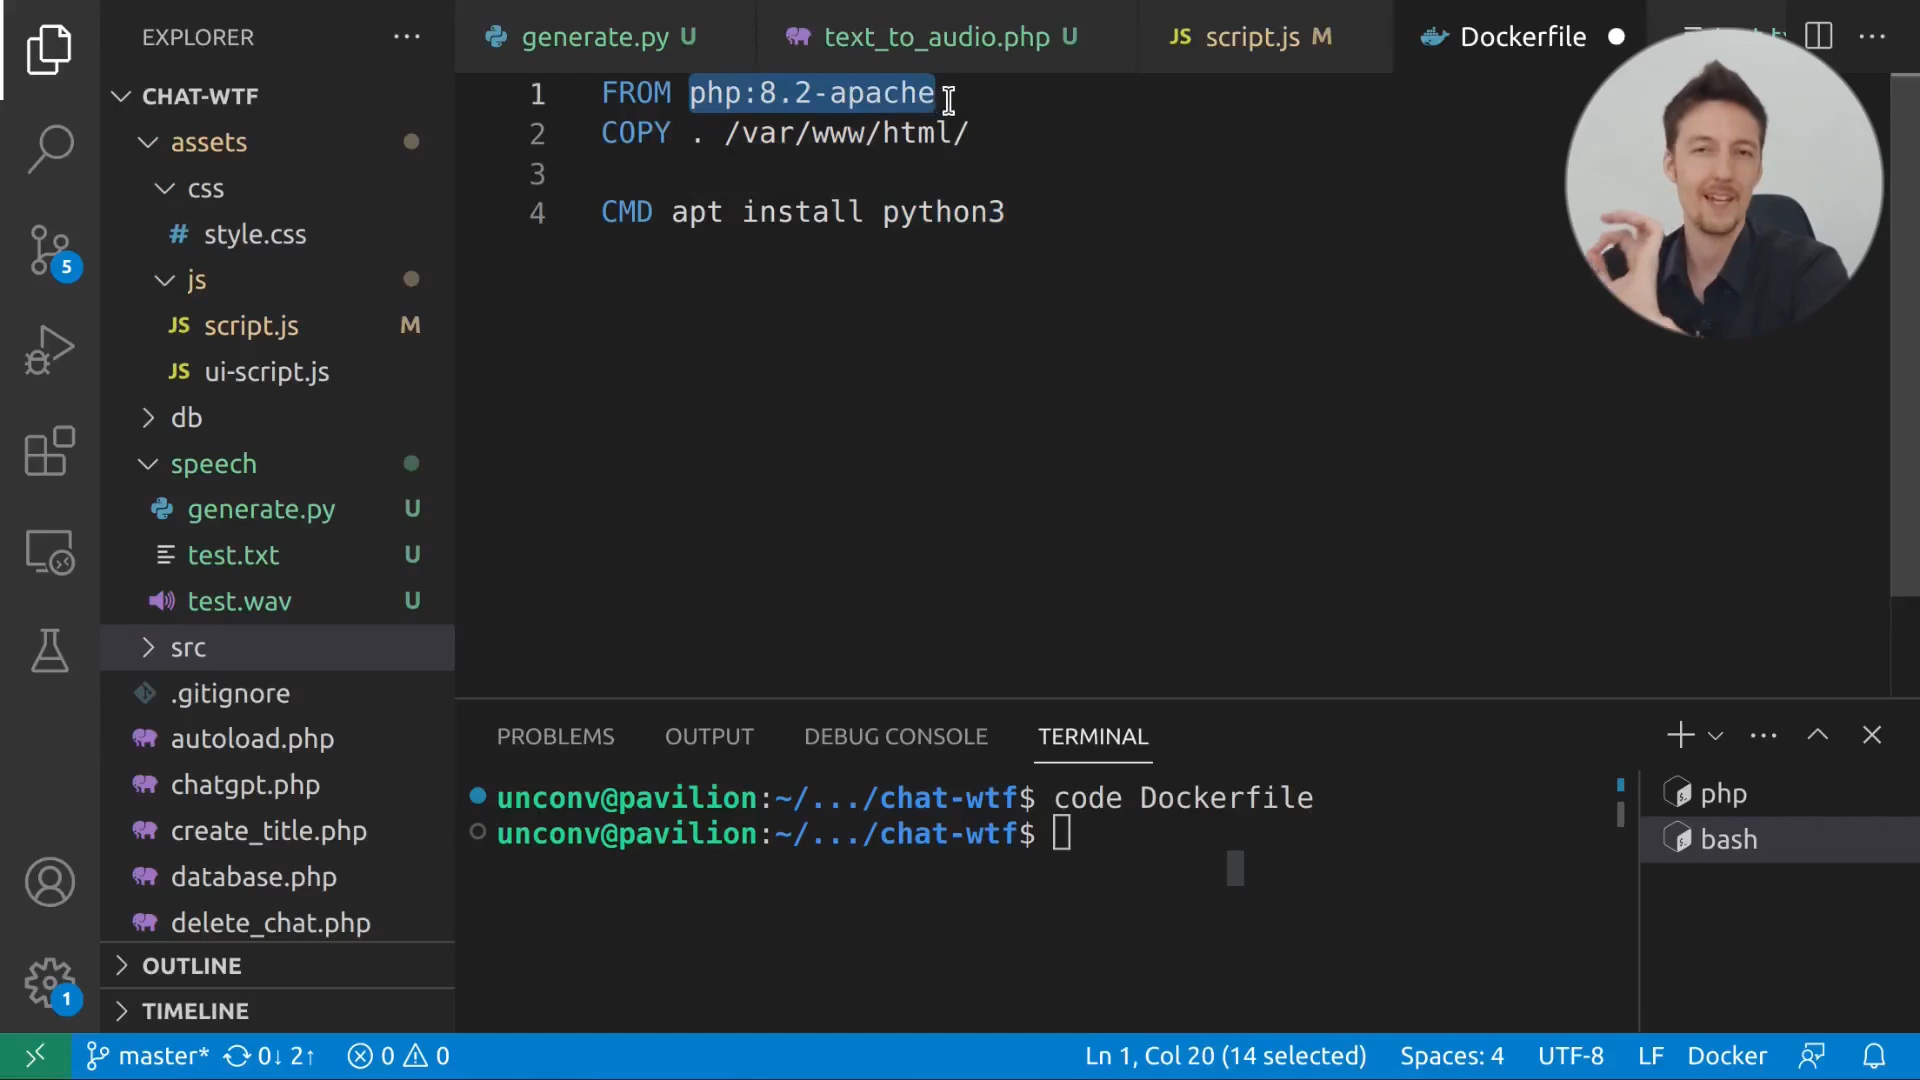 EXPLORER
CHAT-WTF
assets
css
# style.css
js
JS script.js M
JS ui-script.js
db
speech
generate.py U
test.txt U
test.wav U
src
.gitignore
autoload.php
chatgpt.php
create_title.php
database.php
delete_chat.php
OUTLINE
TIMELINE
5
1
generate.py U
text_to_audio.php U
JS script.js M
Dockerfile
1 FROM php:8.2-apache
2 COPY . /var/www/html/
3
4 CMD apt install python3
PROBLEMS OUTPUT DEBUG CONSOLE TERMINAL
unconv@pavilion:~/.../chat-wtf$ code Dockerfile
unconv@pavilion:~/.../chat-wtf$
php
bash
master* 0↓ 2↑ 0 0 Ln 1, Col 20 (14 selected) Spaces: 4 UTF-8 LF Docker